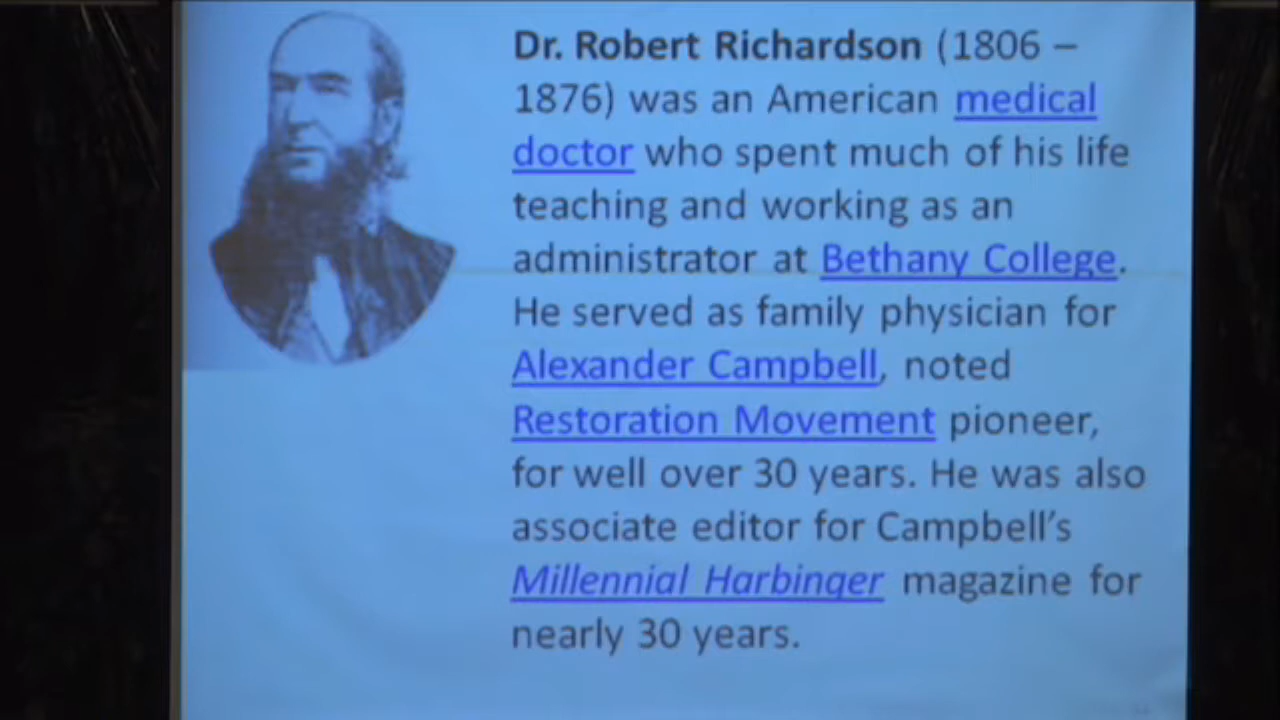 Dr. Robert Richardson (1806 –
1876) was an American medical
doctor who spent much of his life
teaching and working as an
administrator at Bethany College.
He served as family physician for
Alexander Campbell, noted
Restoration Movement pioneer,
for well over 30 years. He was also
associate editor for Campbell’s
Millennial Harbinger magazine for
nearly 30 years.